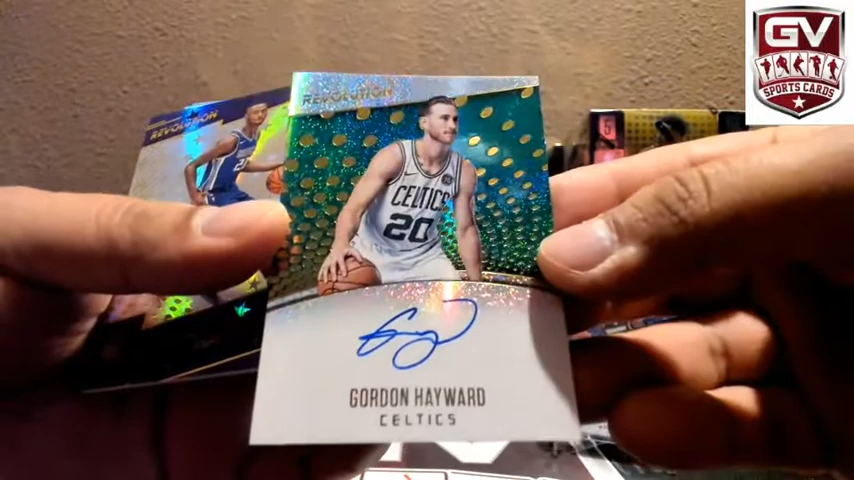 GV
SPORTS CARDS
REVOLUTION
REVOLUTION
CELTICS
20
GORDON HAYWARD
CELTICS